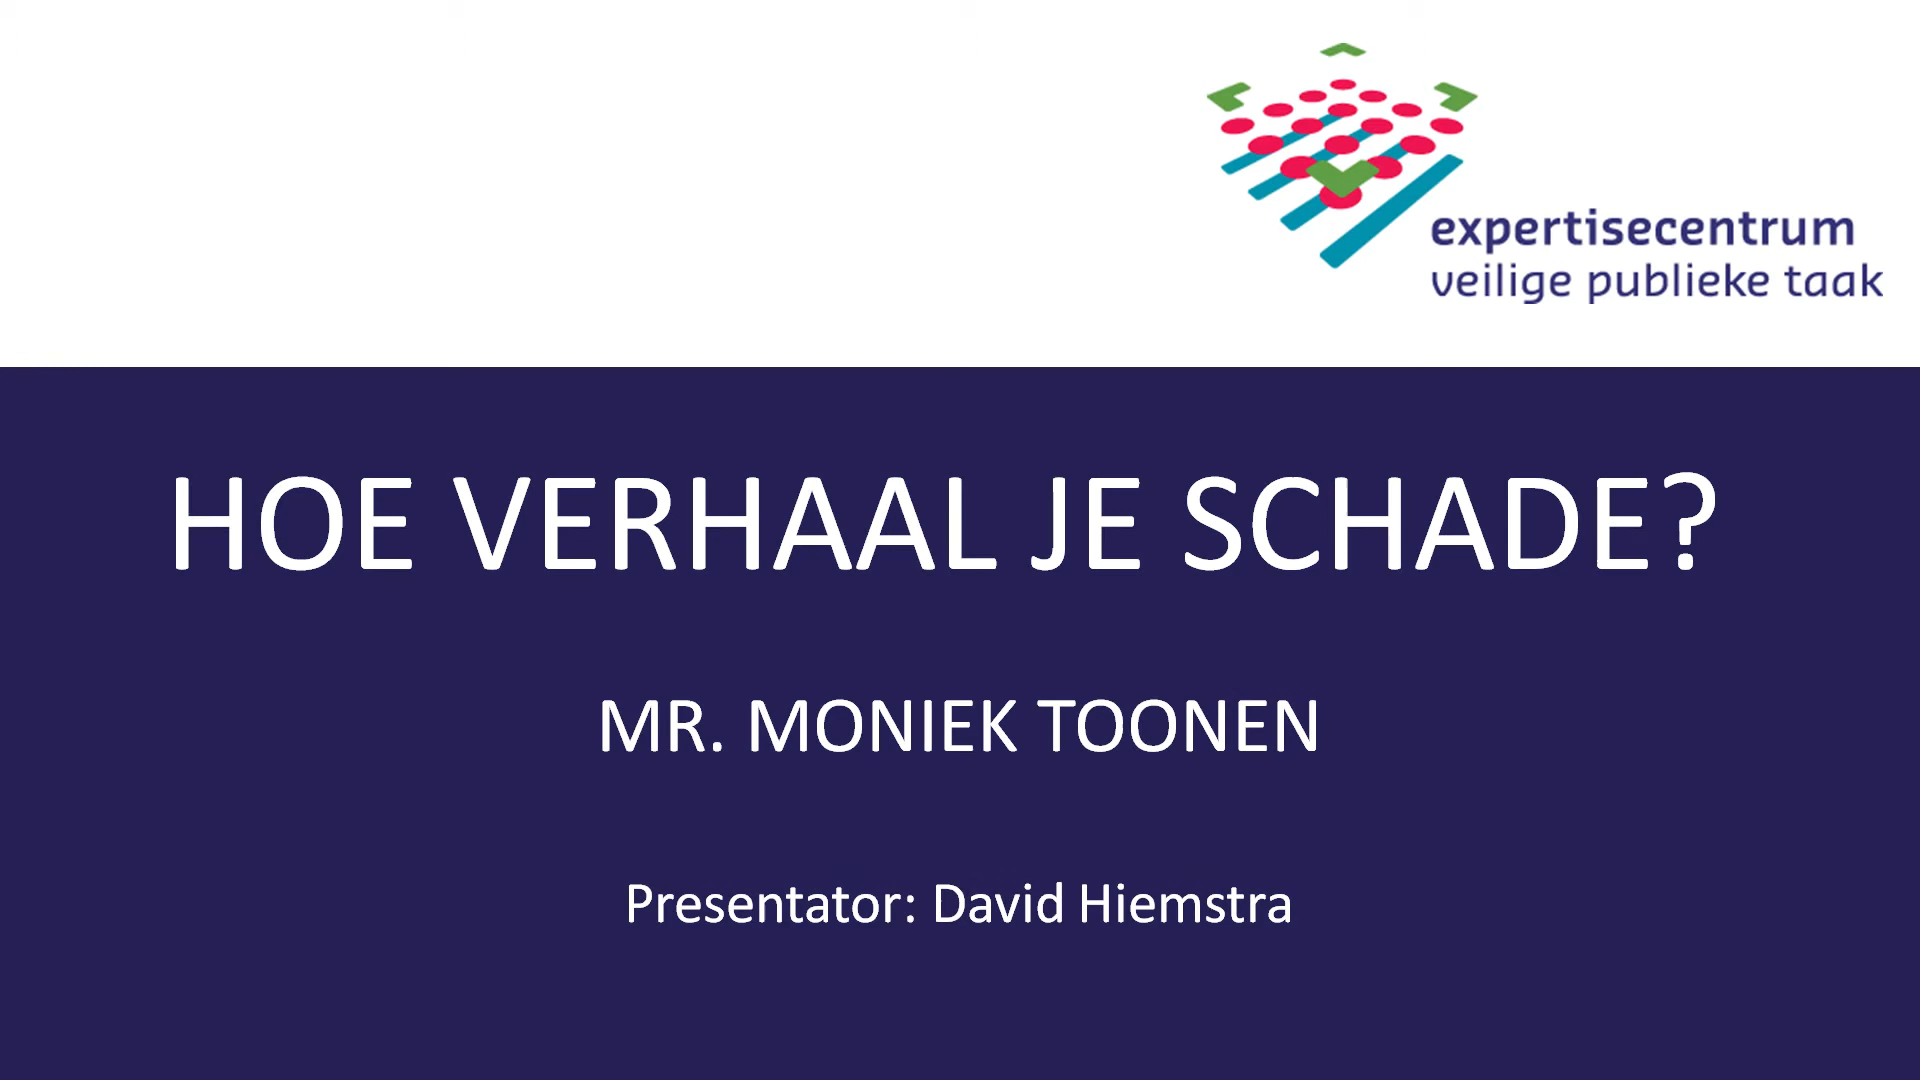 expertisecentrum
veilige publieke taak
HOE VERHAAL JE SCHADE?
MR. MONIEK TOONEN
Presentator: David Hiemstra